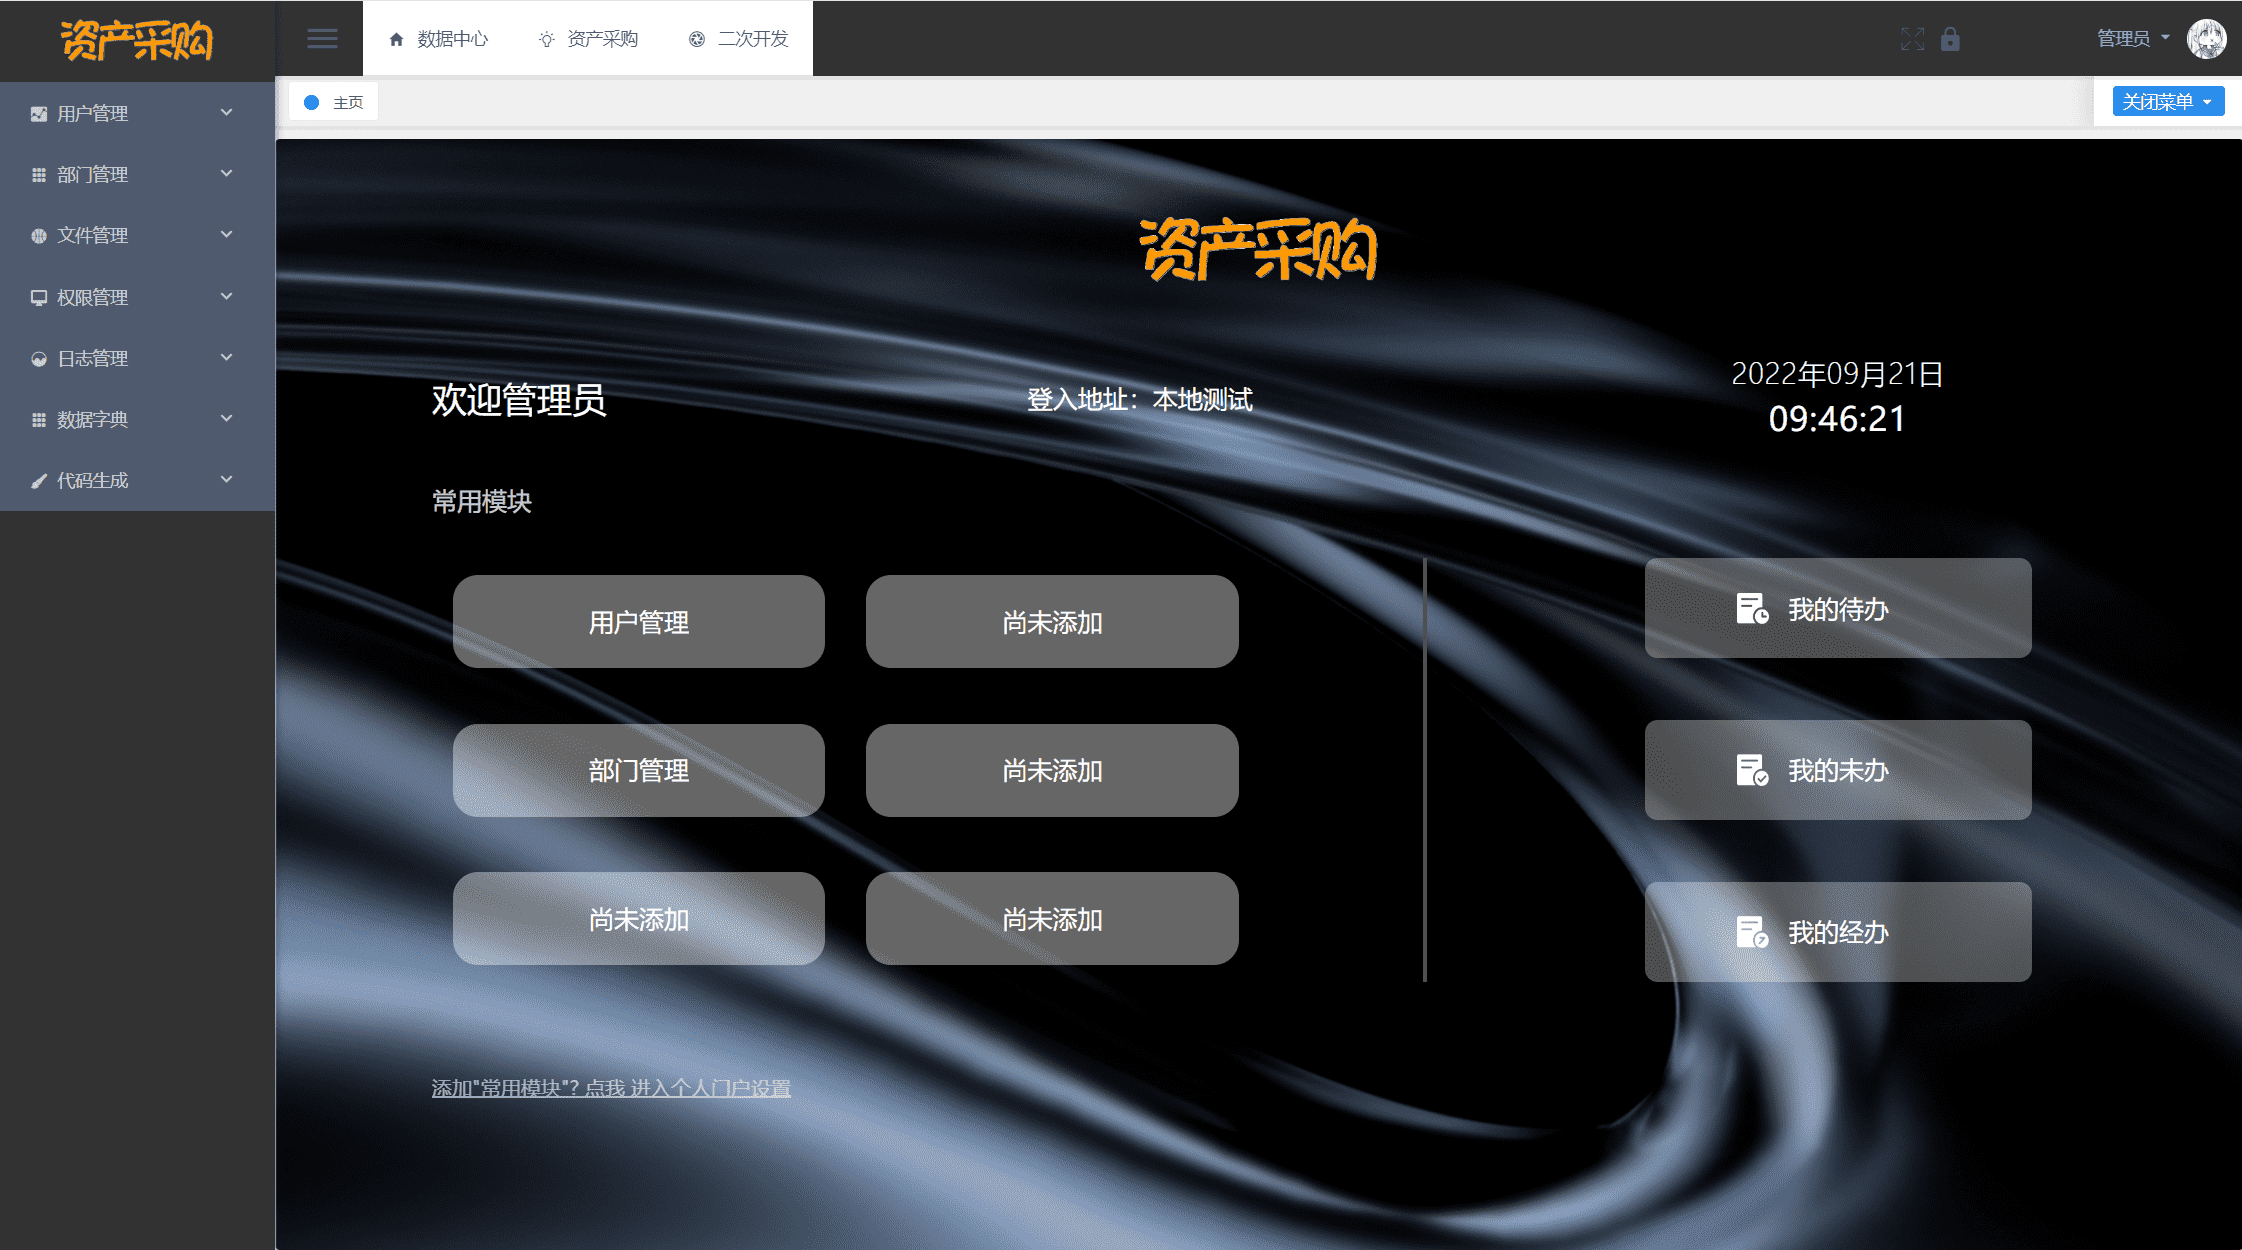 资产采购
数据中心
资产采购
二次开发
管理员
用户管理
部门管理
文件管理
权限管理
日志管理
数据字典
代码生成
主页
关闭菜单
资产采购
欢迎管理员
登入地址：本地测试
2022年09月21日
09:46:21
常用模块
用户管理
尚未添加
部门管理
尚未添加
尚未添加
尚未添加
我的待办
我的未办
我的经办
添加"常用模块"? 点我 进入个人门户设置